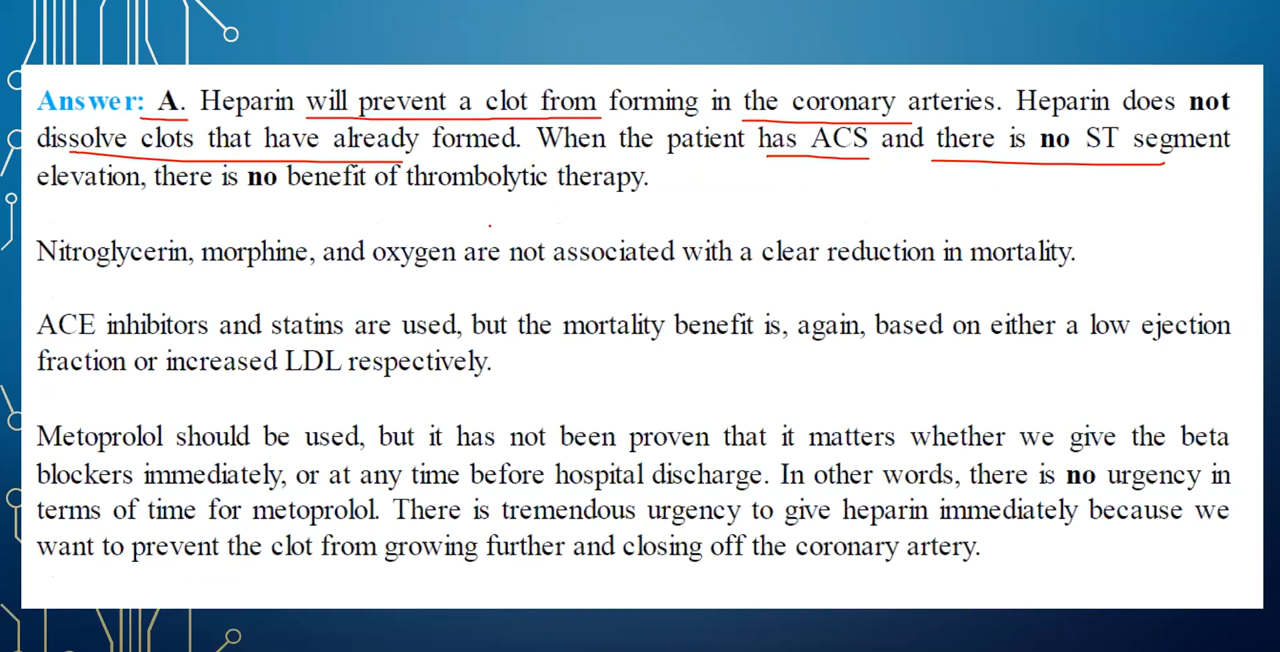 Answer: A. Heparin will prevent a clot from forming in the coronary arteries. Heparin does not
dissolve clots that have already formed. When the patient has ACS and there is no ST segment
elevation, there is no benefit of thrombolytic therapy.
Nitroglycerin, morphine, and oxygen are not associated with a clear reduction in mortality.
ACE inhibitors and statins are used, but the mortality benefit is, again, based on either a low ejection
fraction or increased LDL respectively.
Metoprolol should be used, but it has not been proven that it matters whether we give the beta
blockers immediately, or at any time before hospital discharge. In other words, there is no urgency in
terms of time for metoprolol. There is tremendous urgency to give heparin immediately because we
want to prevent the clot from growing further and closing off the coronary artery.